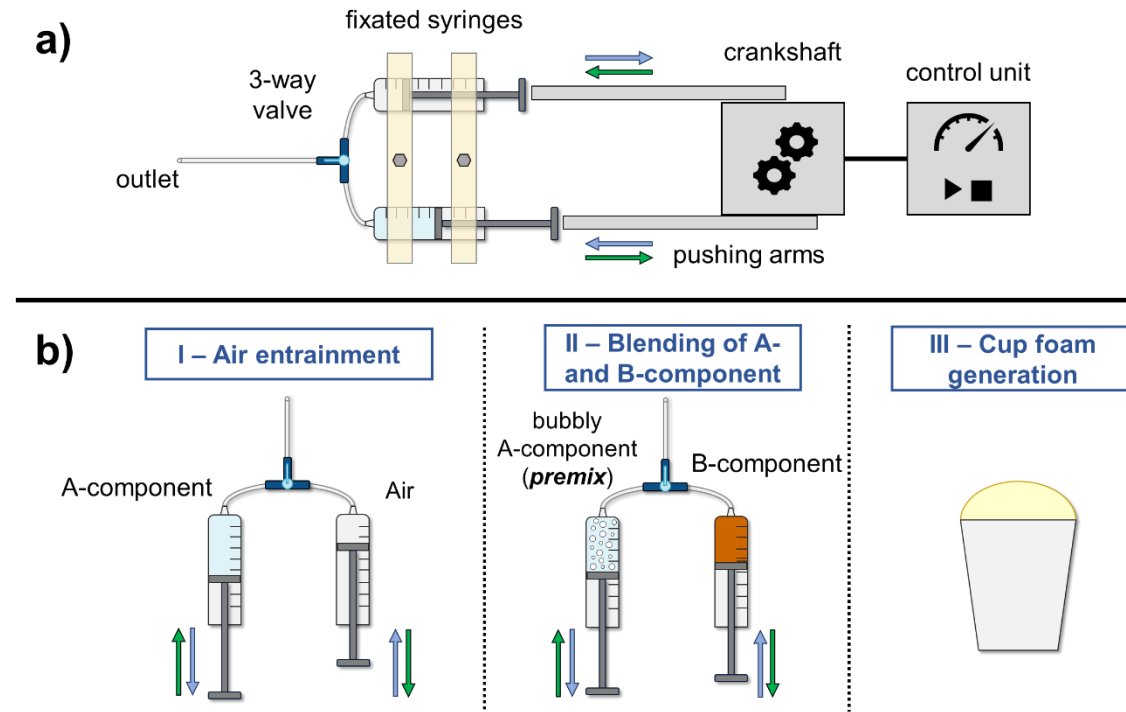 a)
fixated syringes
3-way
valve
outlet
crankshaft
control unit
pushing arms
b)
I – Air entrainment
A-component
Air
II – Blending of A-
and B-component
bubbly
A-component
(premix)
B-component
III – Cup foam
generation